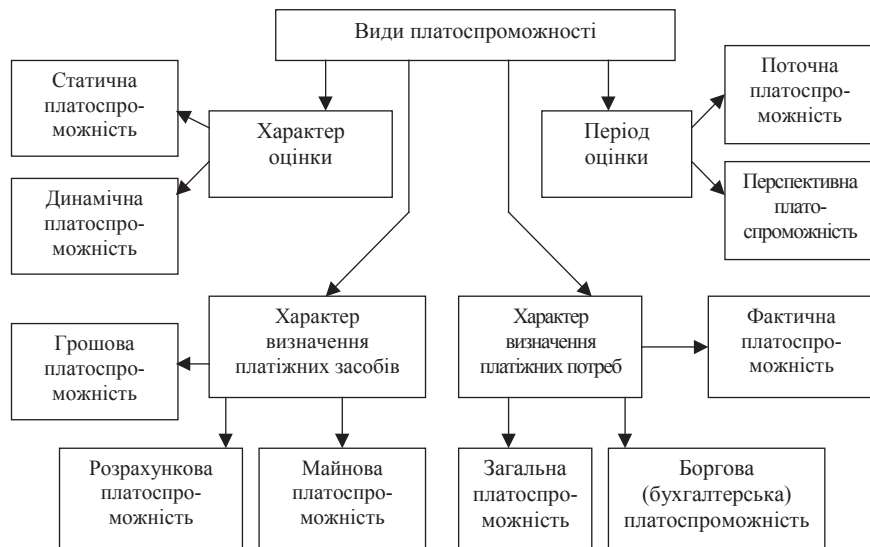 Види платоспроможності
Статична
платоспро-
можність
Характер
оцінки
Період
оцінки
Поточна
платоспро-
можність
Динамічна
платоспро-
можність
Перспективна
плато-
спроможність
Грошова
платоспро-
можність
Характер
визначення
платіжних засобів
Характер
визначення
платіжних потреб
Фактична
платоспро-
можність
Розрахункова
платоспро-
можність
Майнова
платоспро-
можність
Загальна
платоспро-
можність
Боргова
(бухгалтерська)
платоспроможність